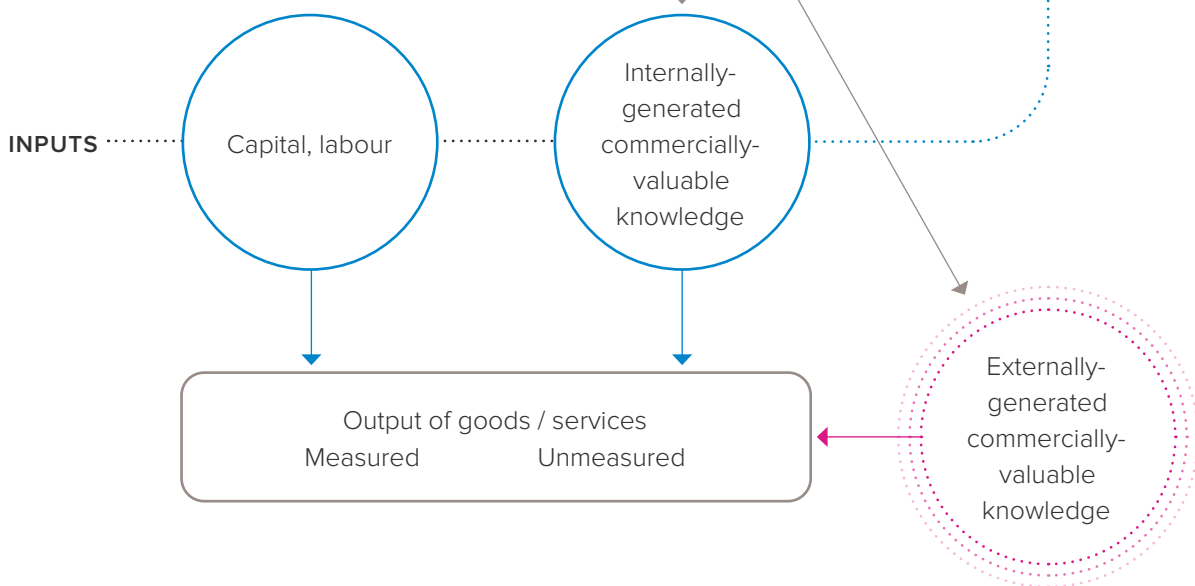 INPUTS
Capital, labour
Internally-
generated
commercially-
valuable
knowledge
Output of goods / services
Measured Unmeasured
Externally-
generated
commercially-
valuable
knowledge